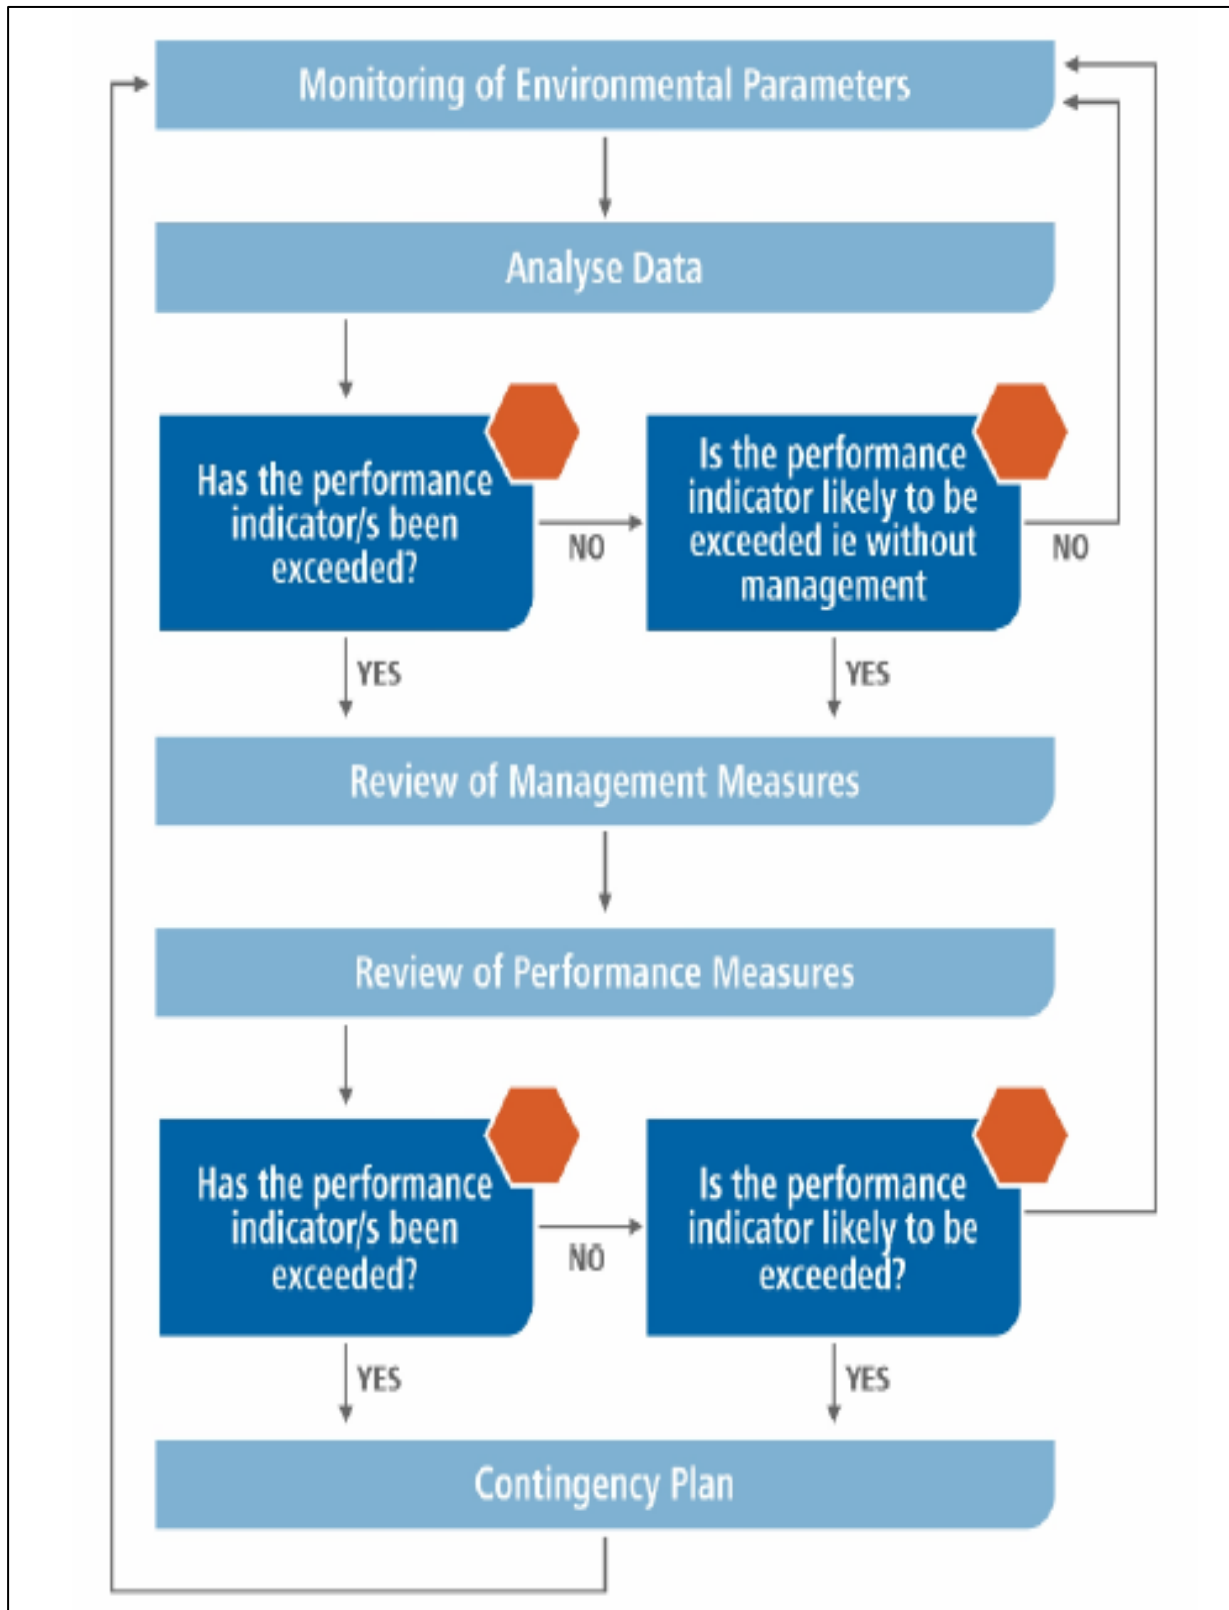 Monitoring of Environmental Parameters
Analyse Data
Has the performance
indicator/s been
exceeded?
NO
Is the performance
indicator likely to be
exceeded ie without
management
NO
YES
YES
Review of Management Measures
Review of Performance Measures
Has the performance
indicator/s been
exceeded?
NO
Is the performance
indicator likely to be
exceeded?
YES
YES
Contingency Plan